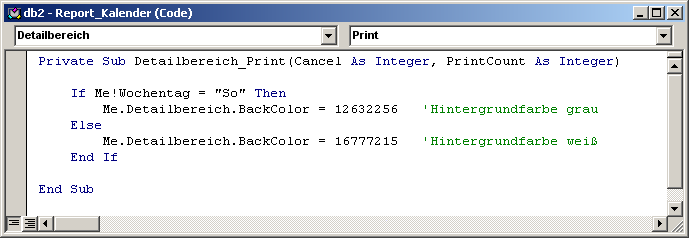 db2 - Report_Kalender (Code)
Detailbereich Print
Private Sub Detailbereich_Print(Cancel As Integer, PrintCount As Integer)
If Me!Wochentag = "So" Then
Me.Detailbereich.BackColor = 12632256 'Hintergrundfarbe grau
Else
Me.Detailbereich.BackColor = 16777215 'Hintergrundfarbe weiß
End If
End Sub